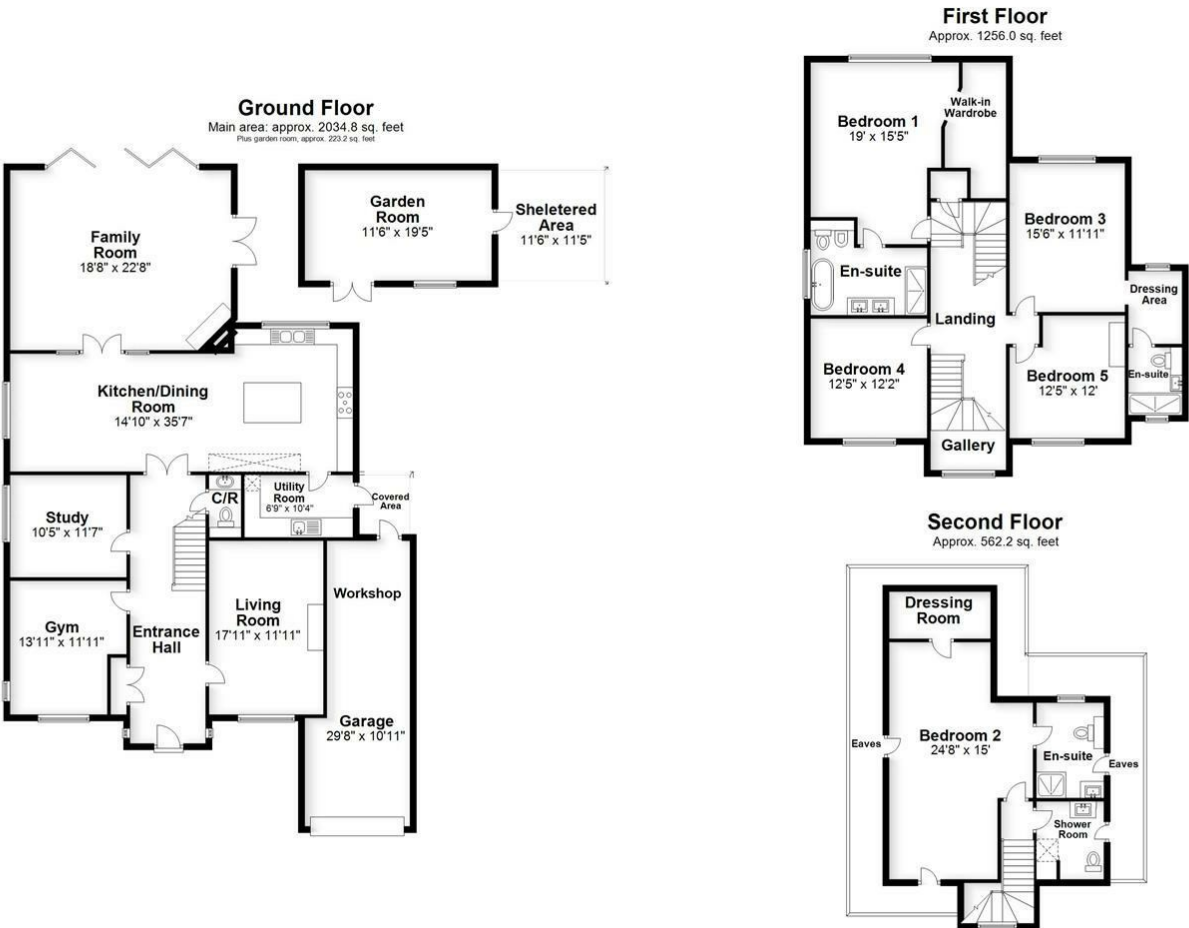 Ground Floor
Main area: approx. 2034.8 sq. feet
Plus garden room, approx. 223.2 sq. feet
Family
Room
18'8" x 22'8"
Garden
Room
11'6" x 19'5"
Sheletered
Area
11'6" x 11'5"
Kitchen/Dining
Room
14'10" x 35'7"
Study
10'5" x 11'7"
C/R
Utility
Room
6'9" x 10'4"
Covered
Area
Gym
13'11" x 11'11"
Entrance
Hall
Living
Room
17'11" x 11'11"
Workshop
Garage
29'8" x 10'11"
First Floor
Approx. 1256.0 sq. feet
Bedroom 1
19' x 15'5"
Walk-in
Wardrobe
Bedroom 3
15'6" x 11'11"
En-suite
Dressing
Area
Landing
Bedroom 4
12'5" x 12'2"
Bedroom 5
12'5" x 12'
En-suite
Gallery
Second Floor
Approx. 562.2 sq. feet
Dressing
Room
Bedroom 2
24'8" x 15'
Eaves
En-suite
Eaves
Shower
Room